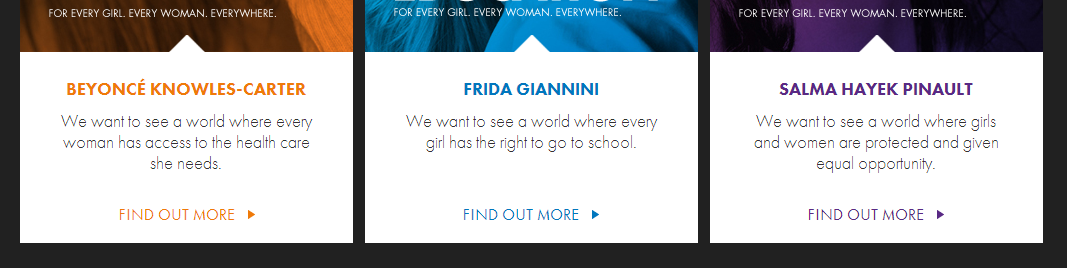 FOR EVERY GIRL. EVERY WOMAN. EVERYWHERE.
BEYONCÉ KNOWLES-CARTER
We want to see a world where every
woman has access to the health care
she needs.
FIND OUT MORE
FOR EVERY GIRL. EVERY WOMAN. EVERYWHERE.
FRIDA GIANNINI
We want to see a world where every
girl has the right to go to school.
FIND OUT MORE
FOR EVERY GIRL. EVERY WOMAN. EVERYWHERE.
SALMA HAYEK PINAULT
We want to see a world where girls
and women are protected and given
equal opportunity.
FIND OUT MORE